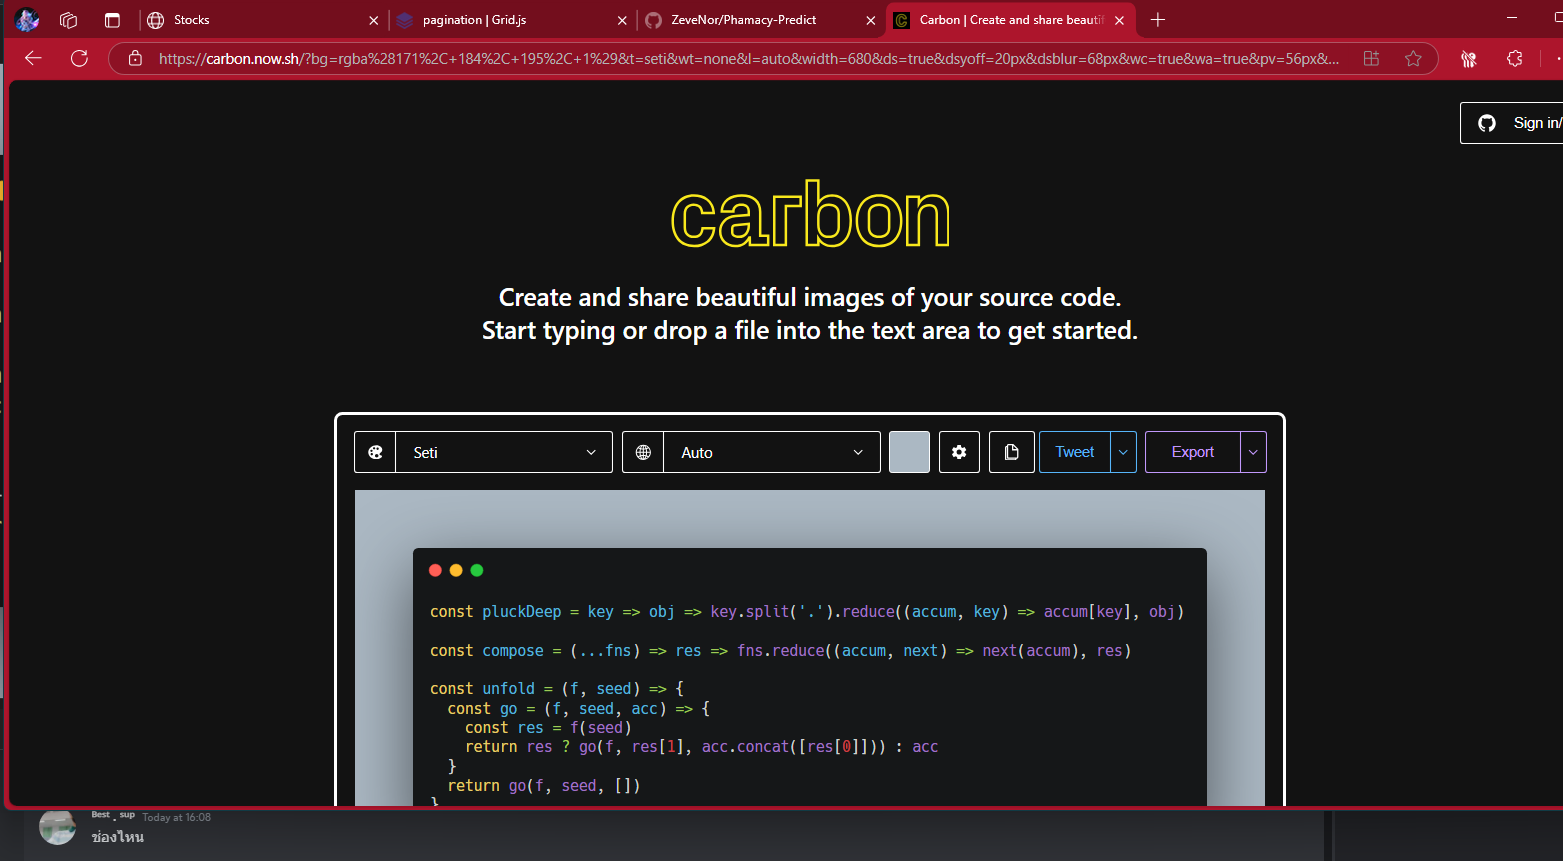 Stocks
pagination | Grid.js
ZeveNor/Phamacy-Predict
Carbon | Create and share beautif
https://carbon.now.sh/?bg=rgba%28171%2C+184%2C+195%2C+1%29&t=seti&wt=none&l=auto&width=680&ds=true&dsyoff=20px&dsblur=68px&wc=true&wa=true&pv=56px&...
Sign in/
carbon
Create and share beautiful images of your source code.
Start typing or drop a file into the text area to get started.
Seti
Auto
Tweet
Export
const pluckDeep = key => obj => key.split('.').reduce((accum, key) => accum[key], obj)
const compose = (...fns) => res => fns.reduce((accum, next) => next(accum), res)
const unfold = (f, seed) => {
const go = (f, seed, acc) => {
const res = f(seed)
return res ? go(f, res[1], acc.concat([res[0]])) : acc
}
return go(f, seed, [])
}
Best . sup Today at 16:08
ช่องไหน